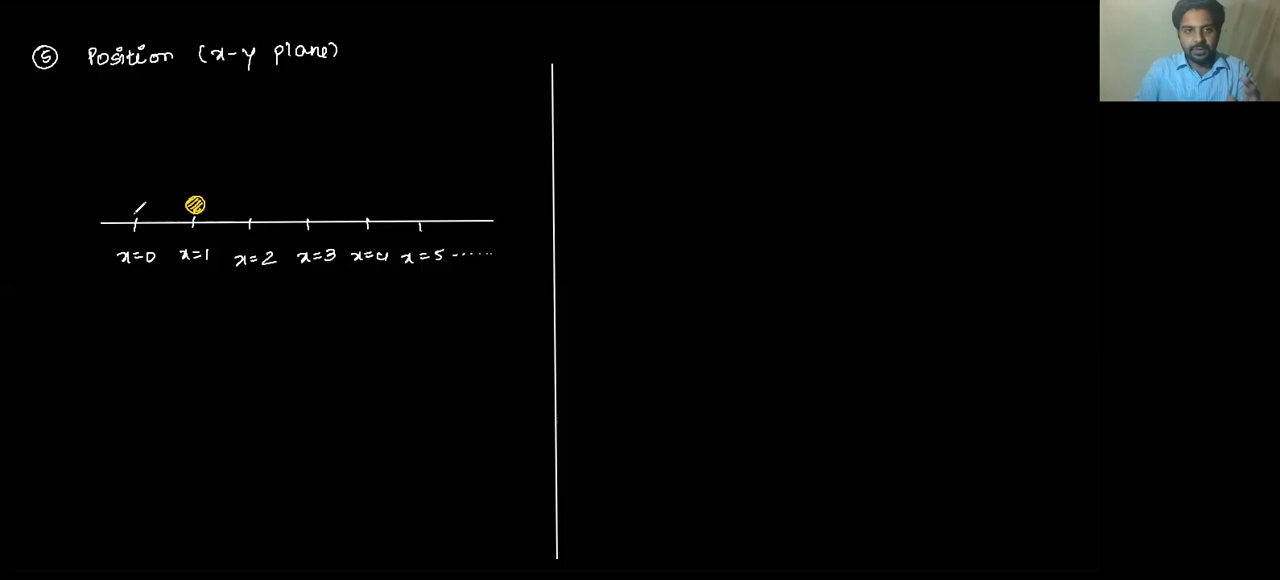 ⑤ Position (x-y plane)
x=0 x=1 x=2 x=3 x=4 x=5 ......